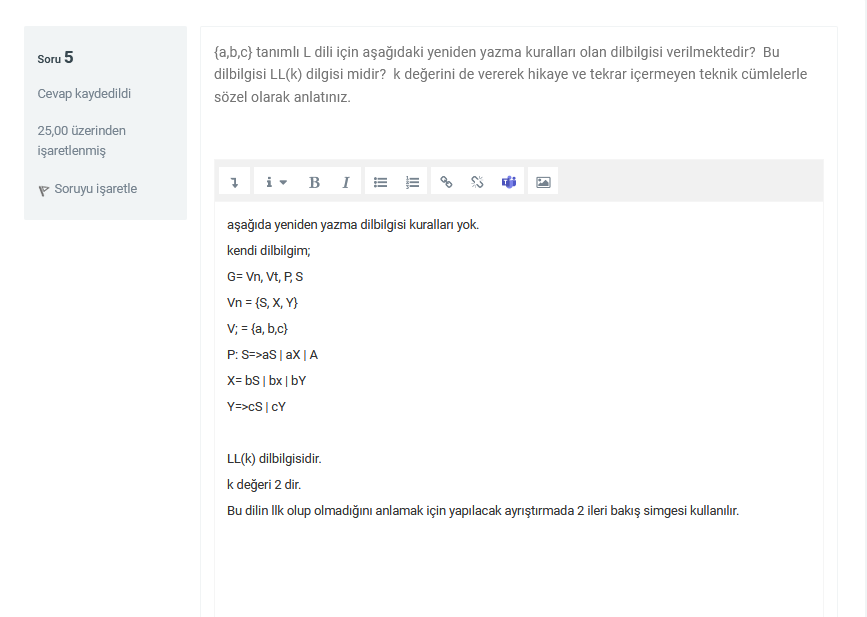 Soru 5
Cevap kaydedildi
25,00 üzerinden
işaretlenmiş
Soruyu işaretle
{a,b,c} tanımlı L dili için aşağıdaki yeniden yazma kuralları olan dilbilgisi verilmektedir?  Bu
dilbilgisi LL(k) dilgisi midir?  k değerini de vererek hikaye ve tekrar içermeyen teknik cümlelerle
sözel olarak anlatınız.
i B I
aşağıda yeniden yazma dilbilgisi kuralları yok.
kendi dilbilgim;
G= Vn, Vt, P, S
Vn = {S, X, Y}
V; = {a, b,c}
P: S=>aS | aX | A
X= bS | bx | bY
Y=>cS | cY
LL(k) dilbilgisidir.
k değeri 2 dir.
Bu dilin llk olup olmadığını anlamak için yapılacak ayrıştırmada 2 ileri bakış simgesi kullanılır.